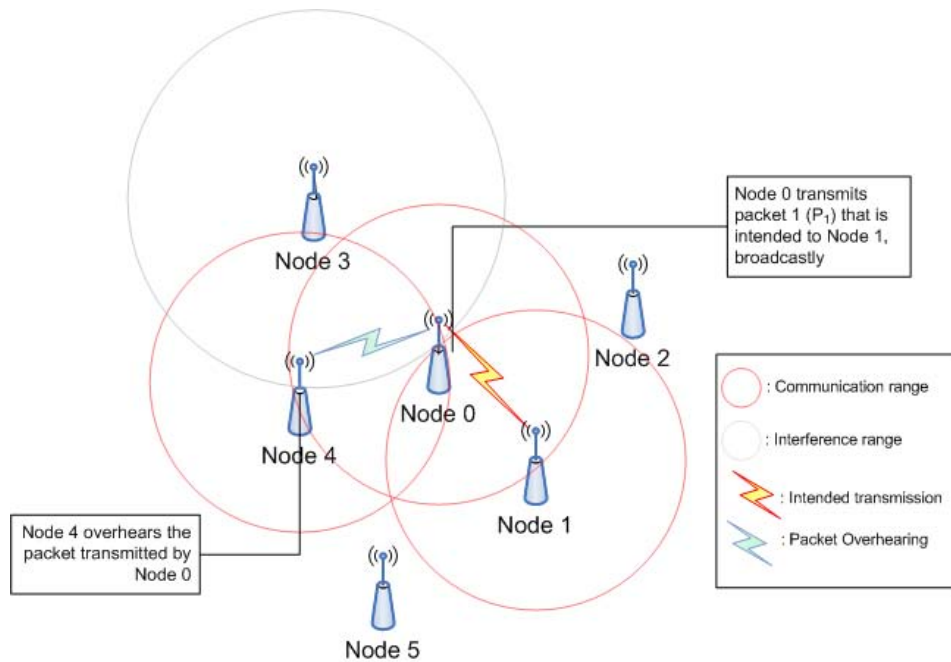 Node 3
Node 0 transmits
packet 1 (P₁) that is
intended to Node 1,
broadcastly
Node 2
Node 0
Node 4
Node 1
Node 4 overhears the
packet transmitted by
Node 0
Node 5
: Communication range
: Interference range
: Intended transmission
: Packet Overhearing